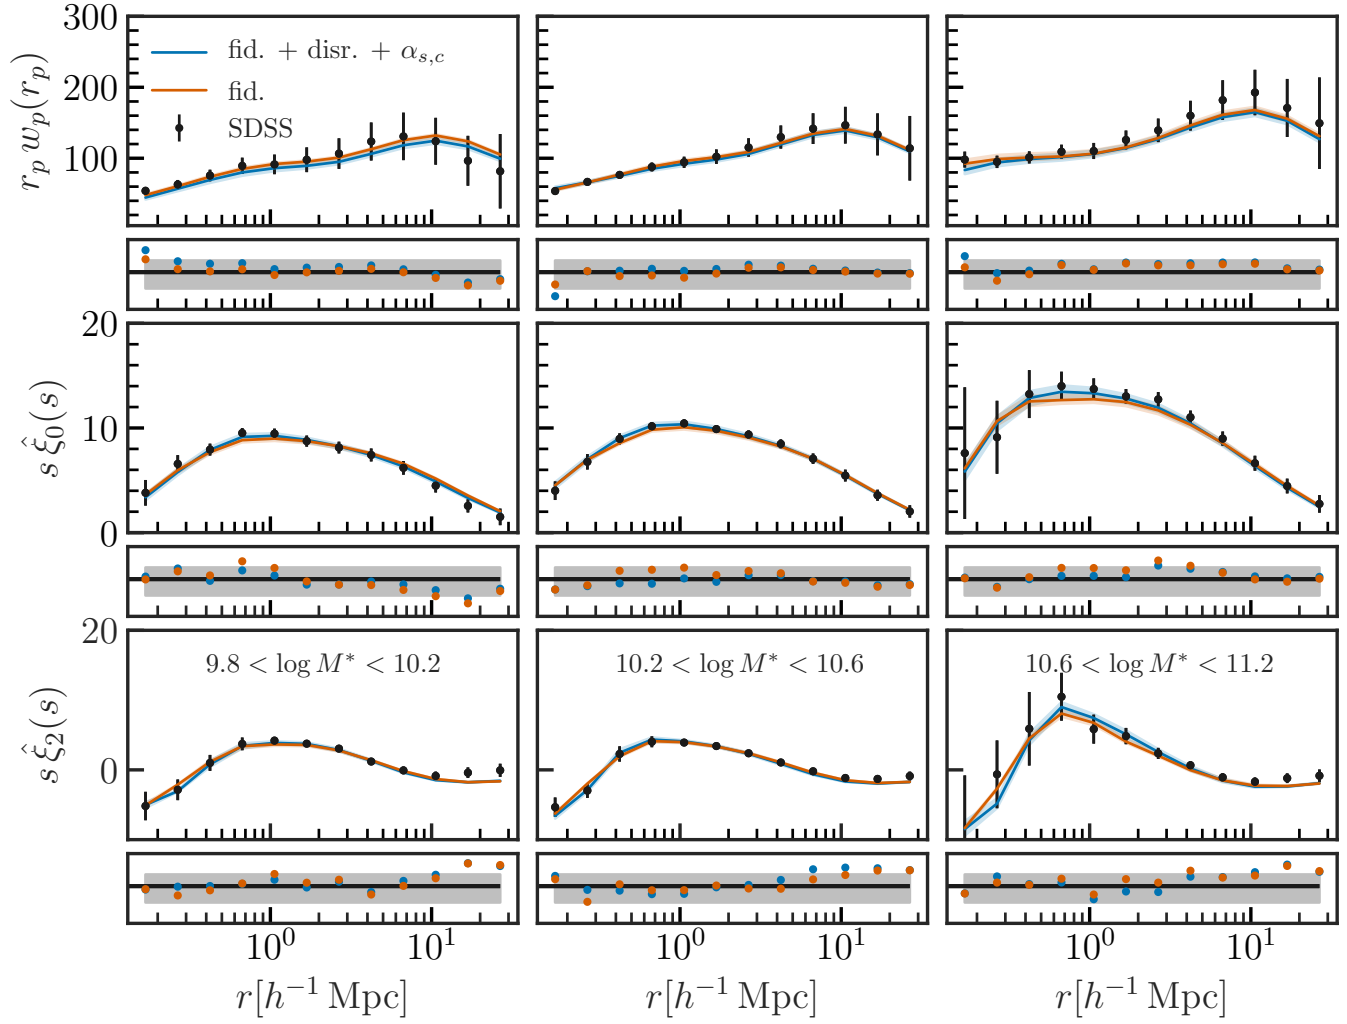 300
200
100
r_p w_p(r_p)
fid. + disr. + α_{s,c}
fid.
SDSS
20
10
0
s ξ̂_0(s)
20
0
s ξ̂_2(s)
9.8 < log M* < 10.2
10.2 < log M* < 10.6
10.6 < log M* < 11.2
10^0 10^1 10^0 10^1 10^0 10^1
r[h^{-1} Mpc] r[h^{-1} Mpc] r[h^{-1} Mpc]